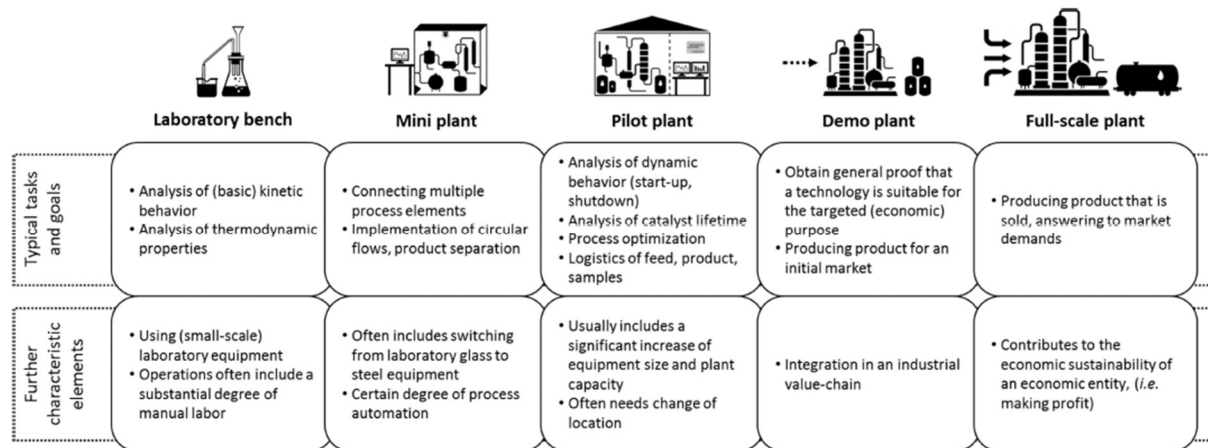 Laboratory bench
Mini plant
Pilot plant
Demo plant
Full-scale plant
Typical tasks
and goals
• Analysis of (basic) kinetic
behavior
• Analysis of thermodynamic
properties
• Connecting multiple
process elements
• Implementation of circular
flows, product separation
• Analysis of dynamic
behavior (start-up,
shutdown)
• Analysis of catalyst lifetime
• Process optimization
• Logistics of feed, product,
samples
• Obtain general proof that
a technology is suitable for
the targeted (economic)
purpose
• Producing product for an
initial market
• Producing product that is
sold, answering to market
demands
Further
characteristic
elements
• Using (small-scale)
laboratory equipment
• Operations often include a
substantial degree of
manual labor
• Often includes switching
from laboratory glass to
steel equipment
• Certain degree of process
automation
• Usually includes a
significant increase of
equipment size and plant
capacity
• Often needs change of
location
• Integration in an industrial
value-chain
• Contributes to the
economic sustainability of
an economic entity, (i.e.
making profit)